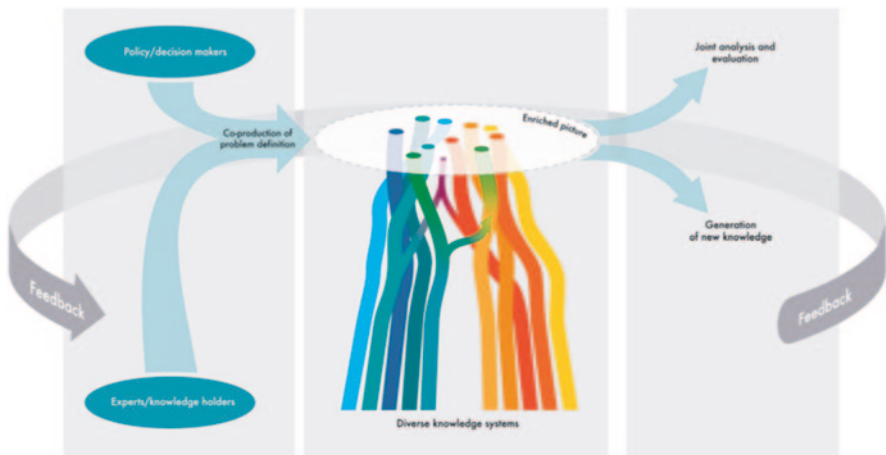 Policy/decision makers
Co-production of
problem definition
Experts/knowledge holders
Feedback
Enriched picture
Diverse knowledge systems
Joint analysis and
evaluation
Generation
of new knowledge
Feedback